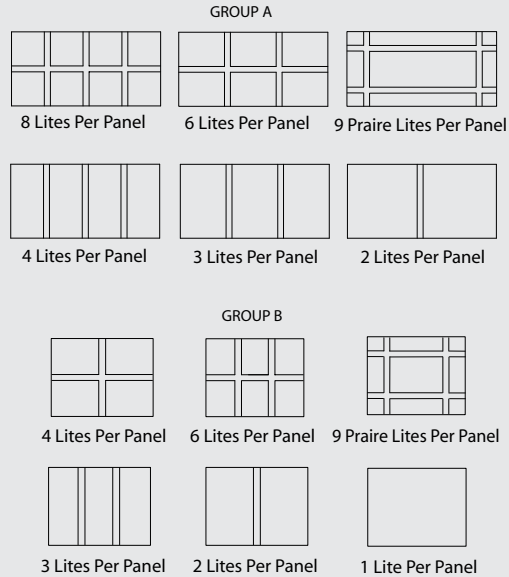 GROUP A
8 Lites Per Panel
6 Lites Per Panel
9 Praire Lites Per Panel
4 Lites Per Panel
3 Lites Per Panel
2 Lites Per Panel
GROUP B
4 Lites Per Panel
6 Lites Per Panel
9 Praire Lites Per Panel
3 Lites Per Panel
2 Lites Per Panel
1 Lite Per Panel